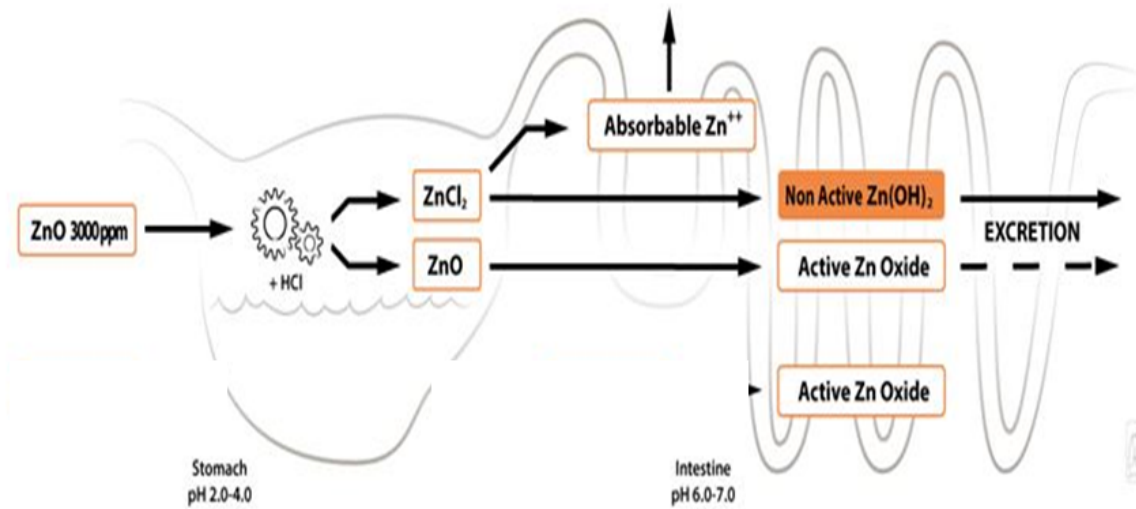 Absorbable Zn⁺⁺
ZnCl₂
Non Active Zn(OH)₂
ZnO 3000ppm
EXCRETION
ZnO
Active Zn Oxide
+ HCl
Active Zn Oxide
Stomach
pH 2.0-4.0
Intestine
pH 6.0-7.0